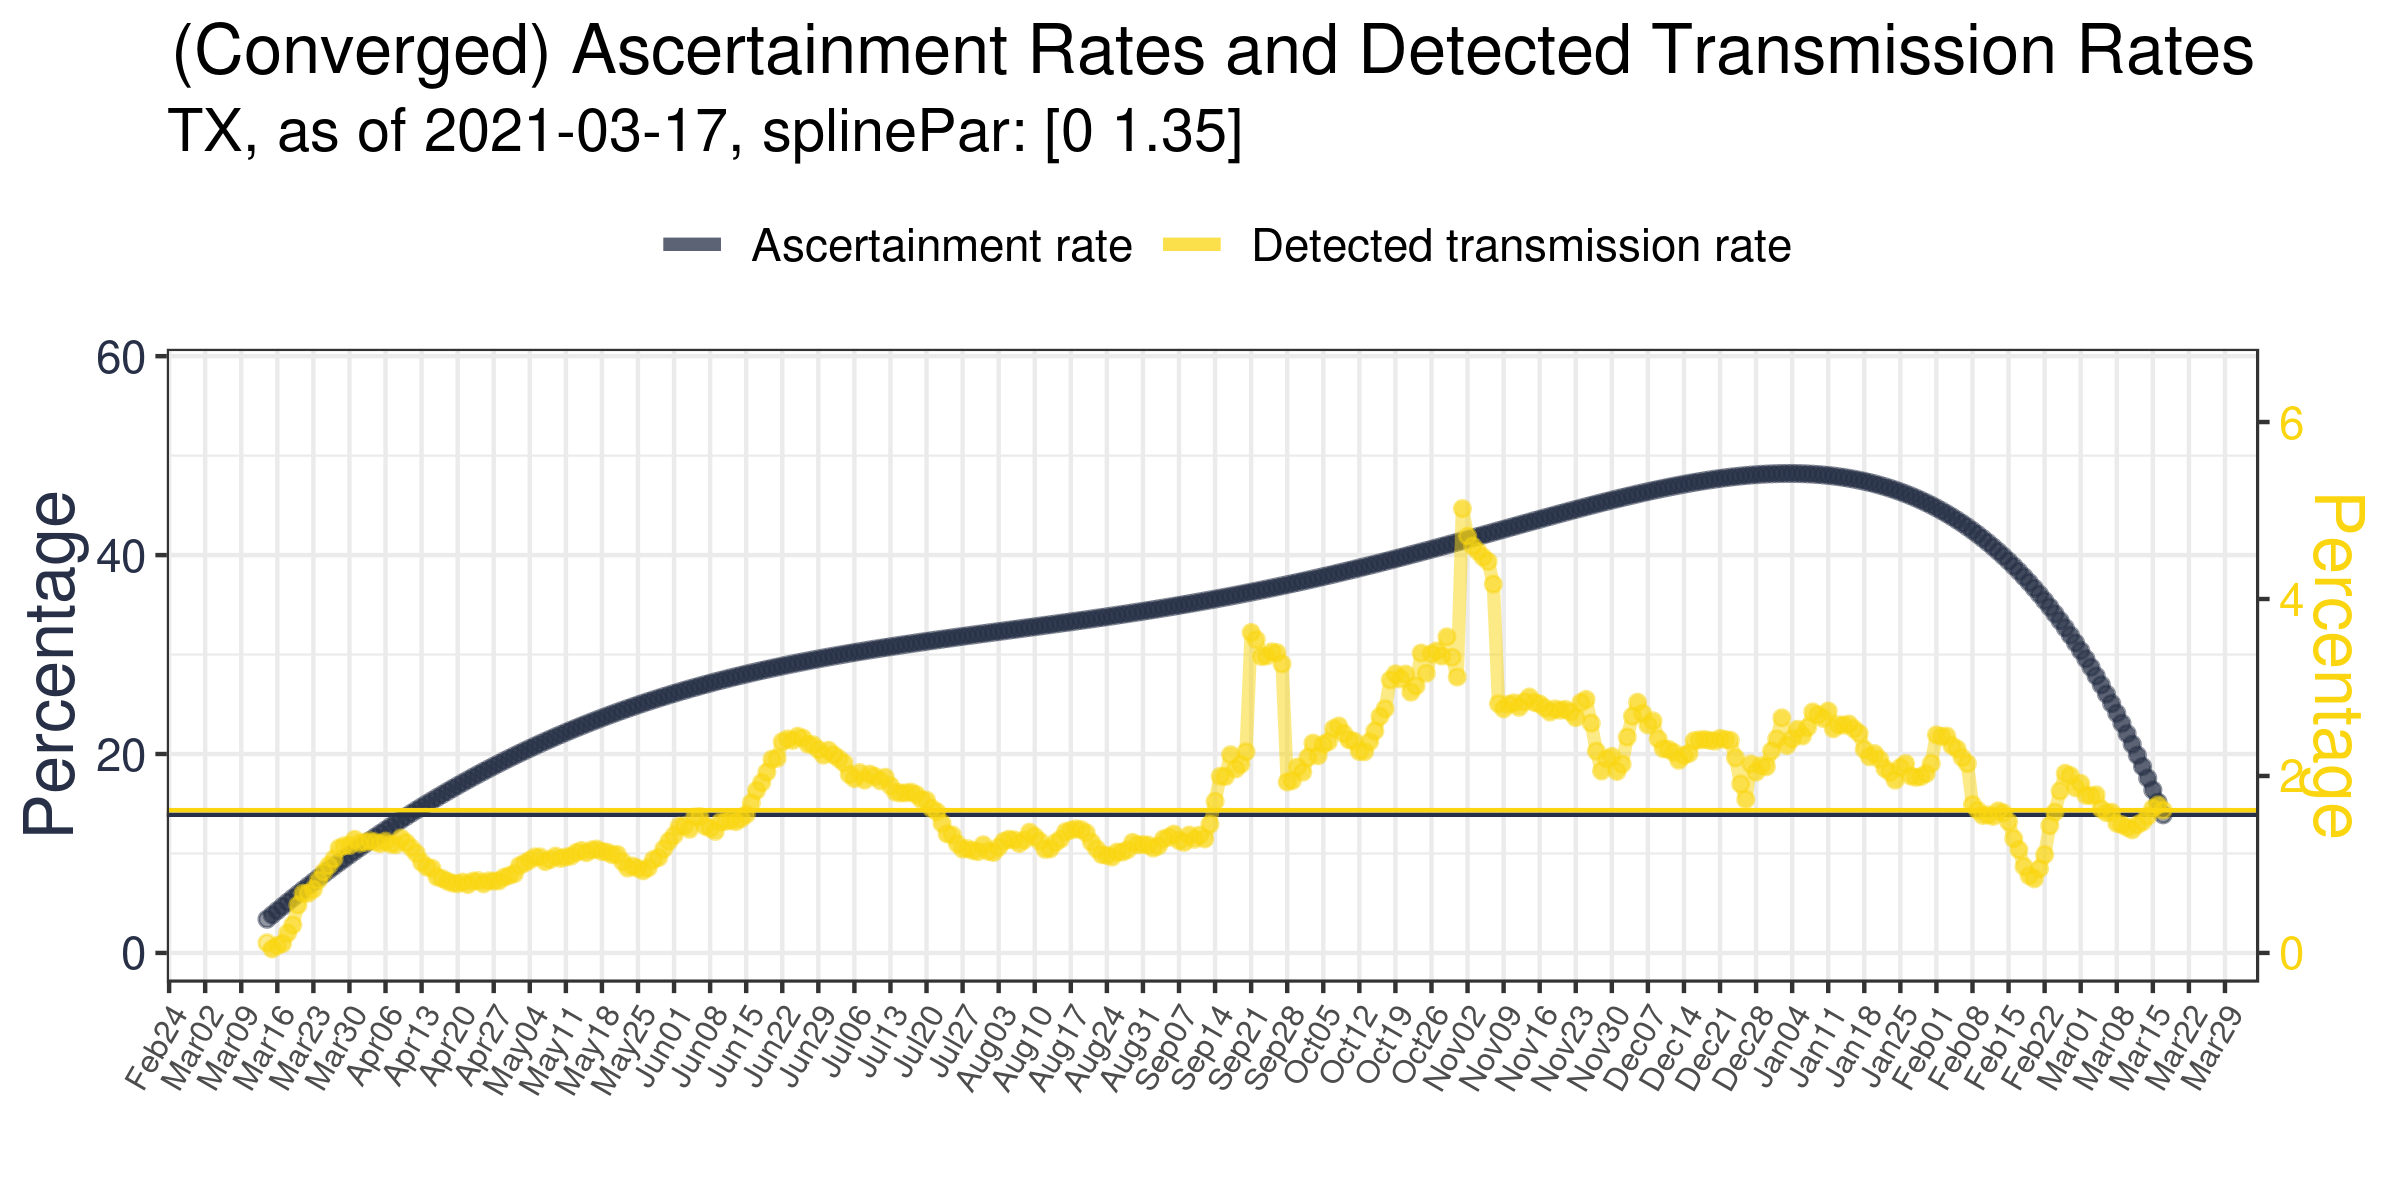 (Converged) Ascertainment Rates and Detected Transmission Rates
TX, as of 2021-03-17, splinePar: [0 1.35]
Ascertainment rate Detected transmission rate
Percentage
60
40
20
0
6
4
2
0
Percentage
Feb24 Mar02 Mar09 Mar16 Mar23 Mar30 Apr06 Apr13 Apr20 Apr27 May04 May11 May18 May25 Jun01 Jun08 Jun15 Jun22 Jun29 Jul06 Jul13 Jul20 Jul27 Aug03 Aug10 Aug17 Aug24 Aug31 Sep07 Sep14 Sep21 Sep28 Oct05 Oct12 Oct19 Oct26 Nov02 Nov09 Nov16 Nov23 Nov30 Dec07 Dec14 Dec21 Dec28 Jan04 Jan11 Jan18 Jan25 Feb01 Feb08 Feb15 Feb22 Mar01 Mar08 Mar15 Mar22 Mar29